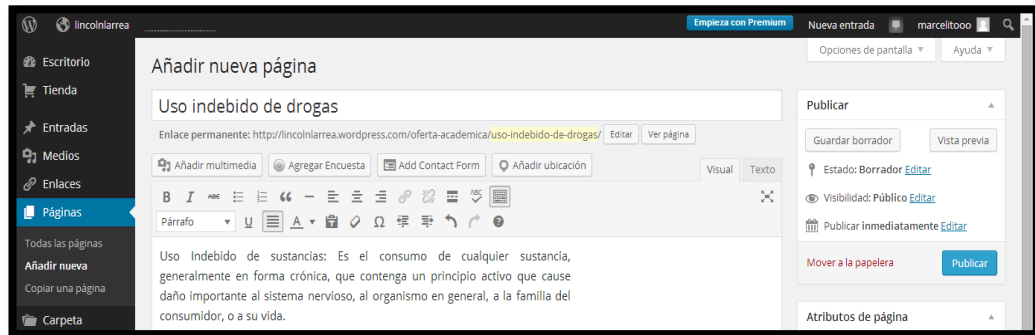 lincolnlarrea
Empieza con Premium
Nueva entrada
marcelitooo
Escritorio
Tienda
Entradas
Medios
Enlaces
Páginas
Todas las páginas
Añadir nueva
Copiar una página
Carpeta
Opciones de pantalla
Ayuda
Añadir nueva página
Uso indebido de drogas
Enlace permanente: http://lincolnlarrea.wordpress.com/oferta-academica/uso-indebido-de-drogas/ Editar Ver página
Añadir multimedia Agregar Encuesta Add Contact Form Añadir ubicación
Visual Texto
B I ABC “ ABC
Párrafo U A Ω
Uso Indebido de sustancias: Es el consumo de cualquier sustancia,
generalmente en forma crónica, que contenga un principio activo que cause
daño importante al sistema nervioso, al organismo en general, a la familia del
consumidor, o a su vida.
Publicar
Guardar borrador Vista previa
Estado: Borrador Editar
Visibilidad: Público Editar
Publicar inmediatamente Editar
Mover a la papelera Publicar
Atributos de página